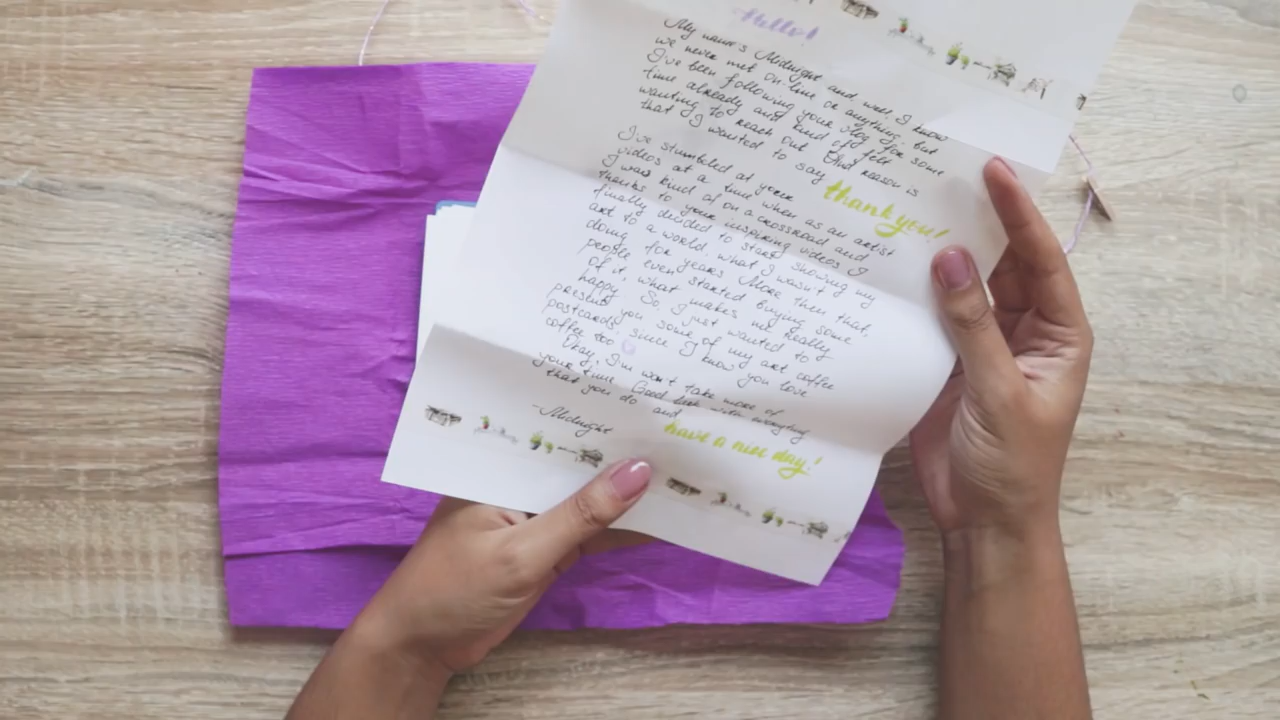 Hello!
My name's Midnight and, well, I know
we never met on line or anything, but
I've been following your vlog for some
time already and kind of felt
wanting to reach out. And reason is
that I wanted to say
thank you!
I've stumbled at your
videos at a time when as an artist
I was kind of on a crossroad and
thanks to your inspiring videos I
finally decided to start showing my
art to a world, what I wasn't
doing for years. More then that,
people even started buying some
of it, what makes me really
happy. So I just wanted to
present you some of my art coffee
postcards, since I know you love
coffee too
Okay, I'm won't take more of
your time. Good luck with everything
that you do and
have a nice day!
-Midnight